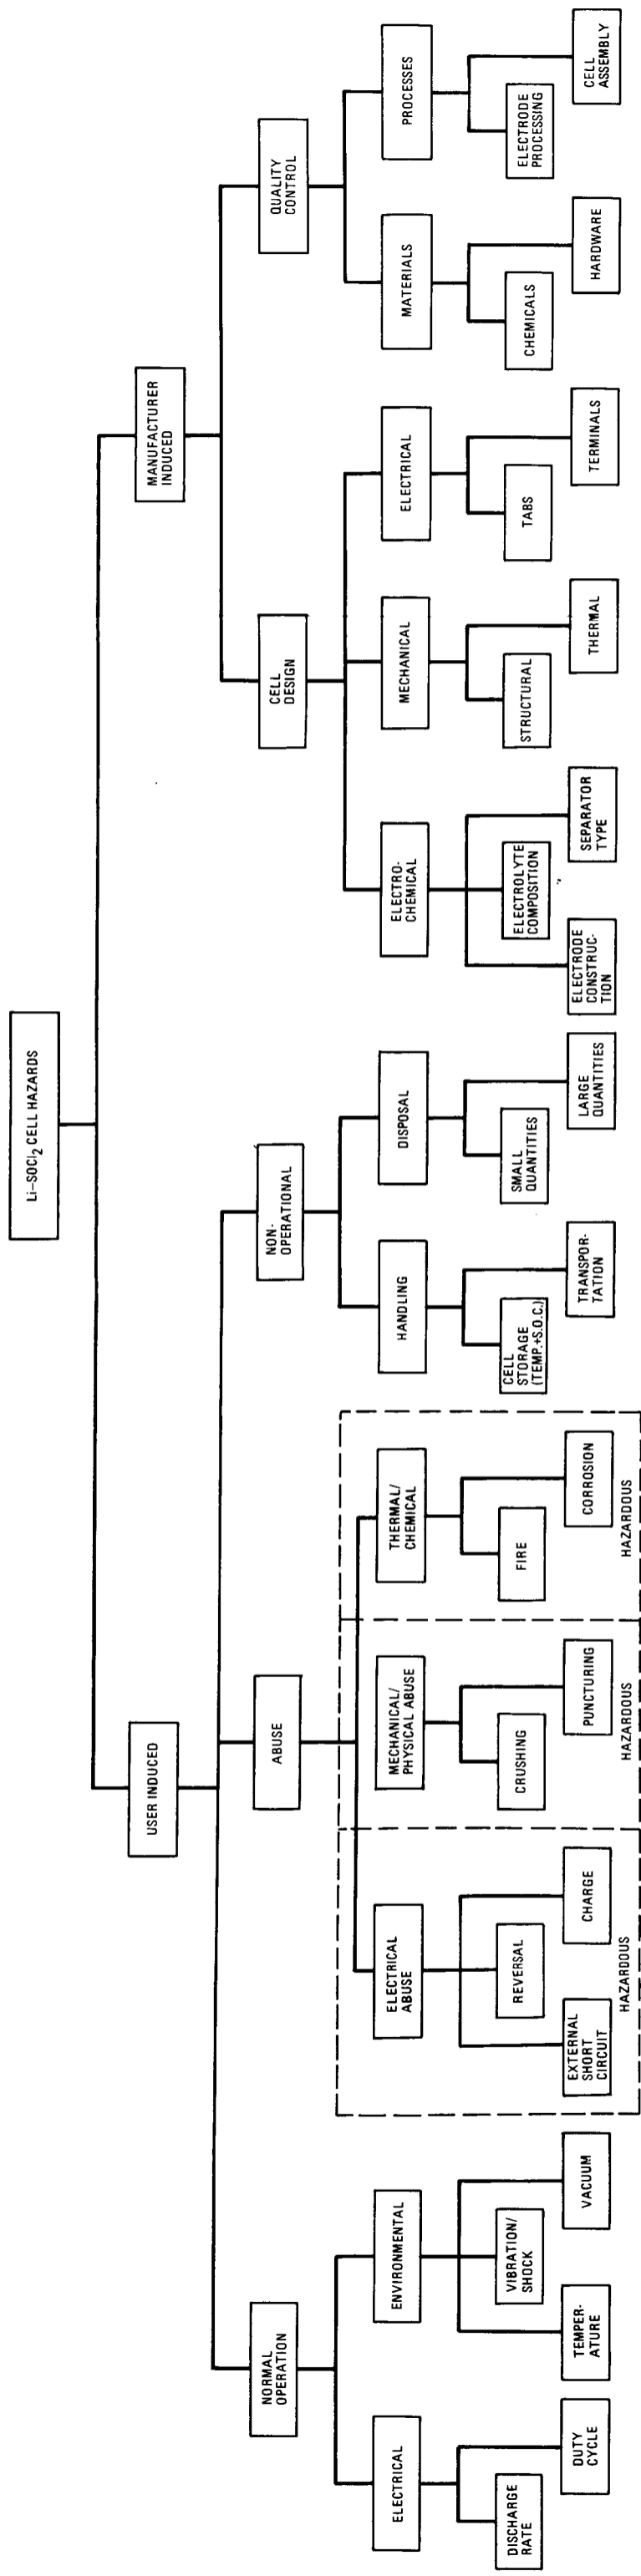 Li–SOCl₂ CELL HAZARDS
USER INDUCED
MANUFACTURER
INDUCED
NORMAL
OPERATION
ABUSE
NON-
OPERATIONAL
CELL
DESIGN
QUALITY
CONTROL
ELECTRICAL
ENVIRONMENTAL
ELECTRICAL
ABUSE
MECHANICAL/
PHYSICAL ABUSE
THERMAL/
CHEMICAL
HANDLING
DISPOSAL
ELECTRO-
CHEMICAL
MECHANICAL
ELECTRICAL
MATERIALS
PROCESSES
DISCHARGE
RATE
DUTY
CYCLE
TEMPER-
ATURE
VIBRATION/
SHOCK
VACUUM
EXTERNAL
SHORT
CIRCUIT
REVERSAL
CHARGE
CRUSHING
PUNCTURING
FIRE
CORROSION
CELL
STORAGE
(TEMP.+S.O.C.)
TRANSPOR-
TATION
SMALL
QUANTITIES
LARGE
QUANTITIES
ELECTRODE
CONSTRUC-
TION
ELECTROLYTE
COMPOSITION
SEPARATOR
TYPE
STRUCTURAL
THERMAL
TABS
TERMINALS
CHEMICALS
HARDWARE
ELECTRODE
PROCESSING
CELL
ASSEMBLY
HAZARDOUS
HAZARDOUS
HAZARDOUS